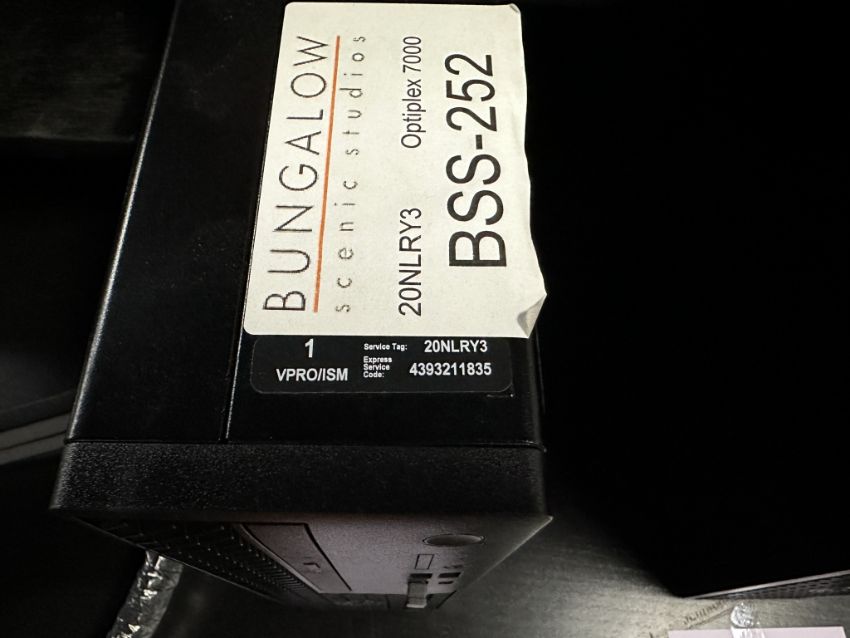 BUNGALOW
scenic studios
20NLRY3 Optiplex 7000
BSS-252
1
VPRO/ISM
Service Tag: 20NLRY3
Express Service Code: 4393211835